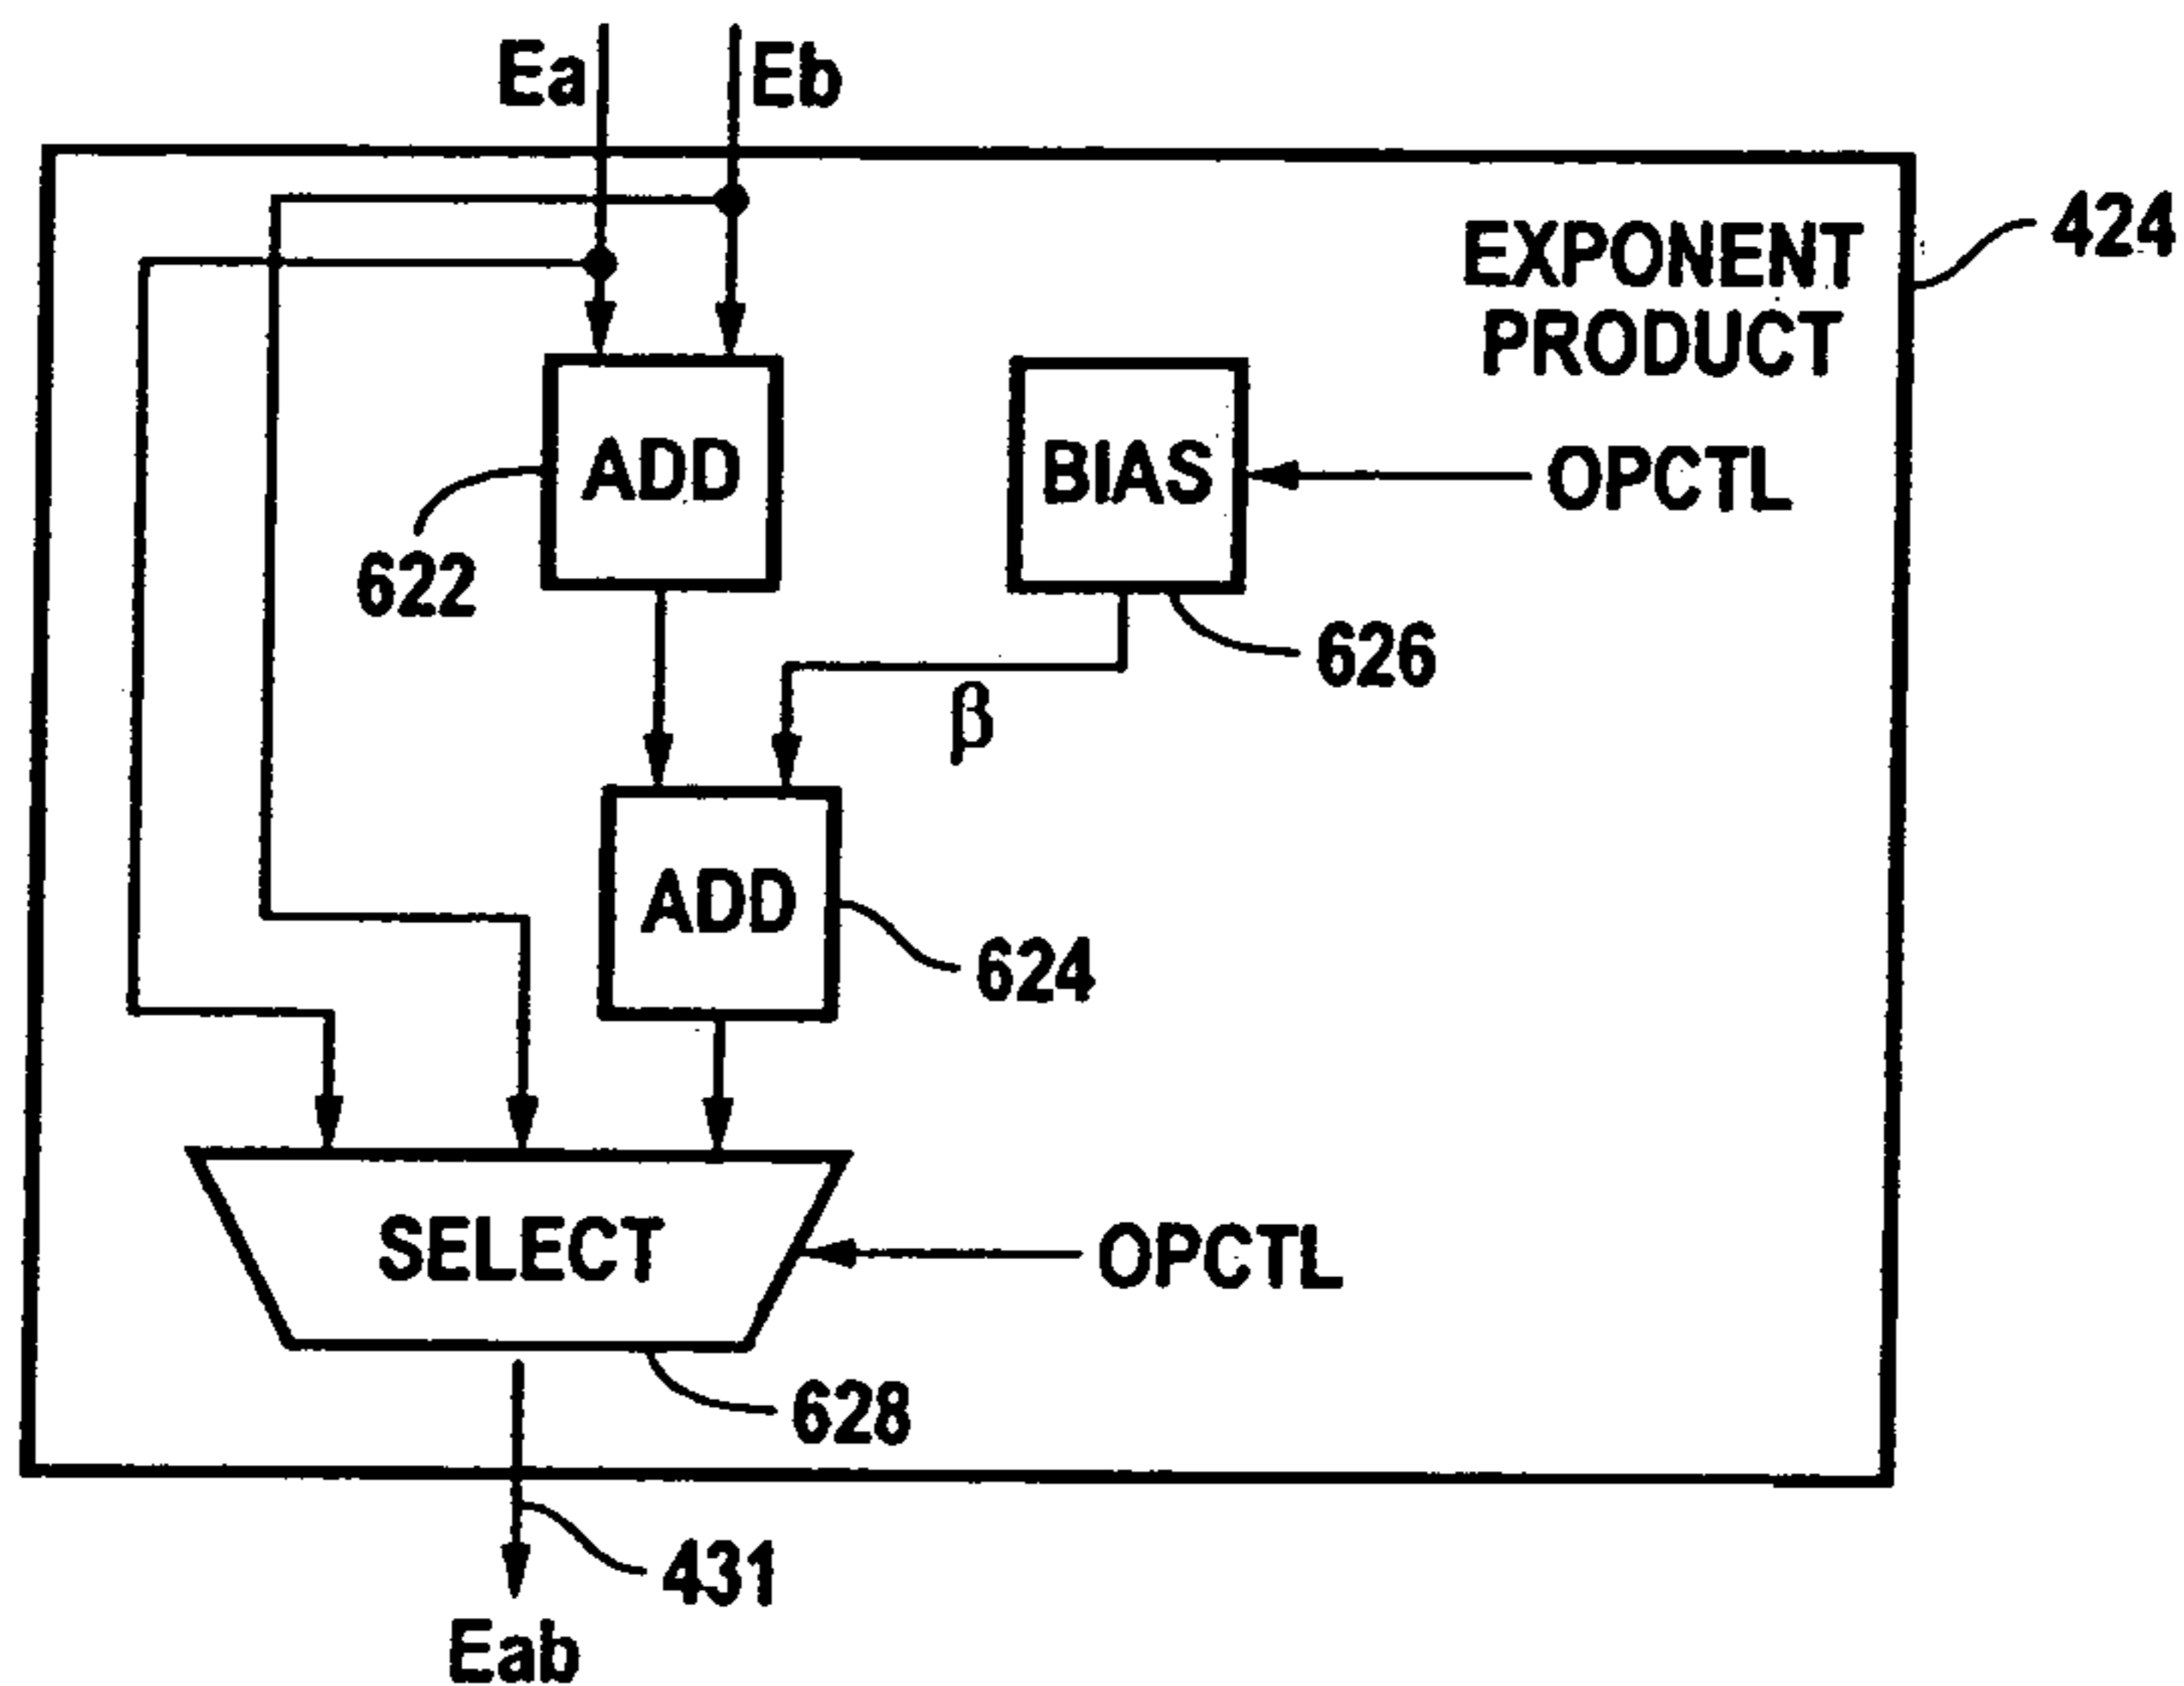 Ea
Eb
EXPONENT
PRODUCT
424
ADD
BIAS
OPCTL
622
626
β
ADD
624
SELECT
OPCTL
628
431
Eab